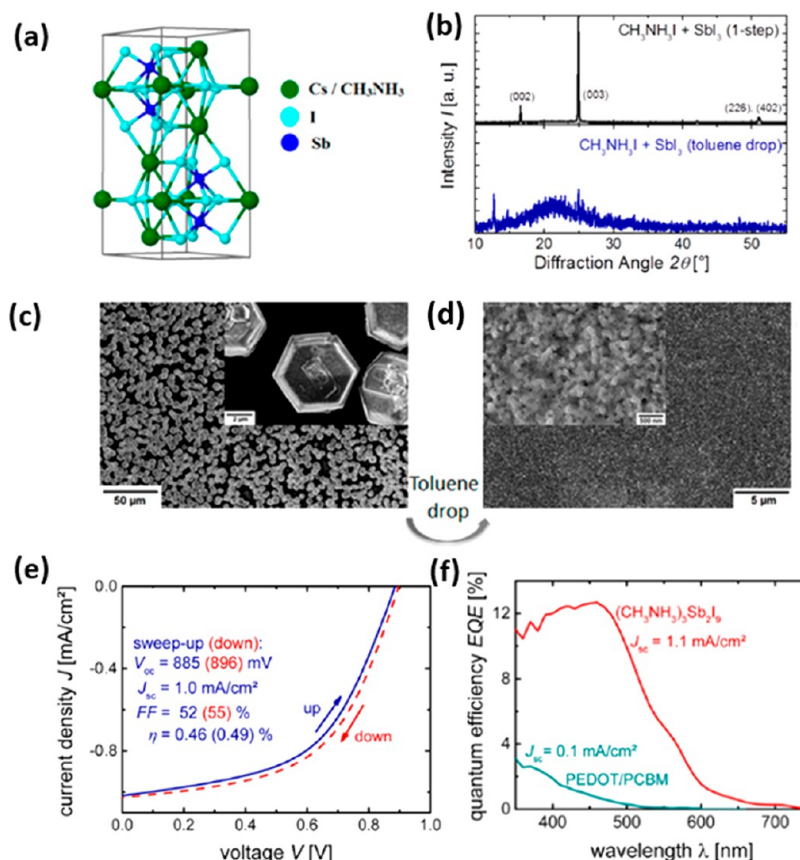 (a)
Cs / CH3NH3
I
Sb
(b)
CH3NH3I + SbI3 (1-step)
(002)
(003)
(226), (402)
CH3NH3I + SbI3 (toluene drop)
Intensity I [a. u.]
10 20 30 40 50
Diffraction Angle 2θ [°]
(c)
2 µm
50 µm
(d)
500 nm
5 µm
Toluene
drop
(e)
0.0
-0.4
-0.8
current density J [mA/cm²]
sweep-up (down):
Voc = 885 (896) mV
Jsc = 1.0 mA/cm²
FF = 52 (55) %
η = 0.46 (0.49) %
up
down
0.0 0.2 0.4 0.6 0.8 1.0
voltage V [V]
(f)
12
8
4
0
quantum efficiency EQE [%]
(CH3NH3)3Sb2I9
Jsc = 1.1 mA/cm²
Jsc = 0.1 mA/cm²
PEDOT/PCBM
400 500 600 700
wavelength λ [nm]